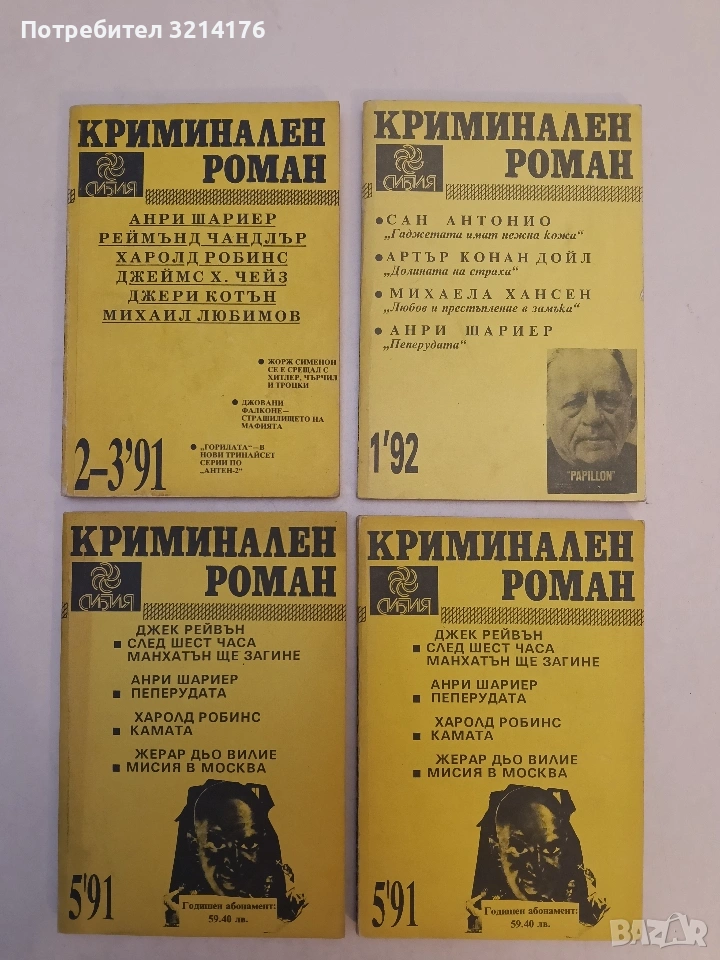 Потребител 3214176
КРИМИНАЛЕН
РОМАН
СИБИЯ
АНРИ ШАРИЕР
РЕЙМЪНД ЧАНДЛЪР
ХАРОЛД РОБИНС
ДЖЕЙМС Х. ЧЕЙЗ
ДЖЕРИ КОТЪН
МИХАИЛ ЛЮБИМОВ
• ЖОРЖ СИМЕНОН
СЕ Е СРЕЩАЛ С
ХИТЛЕР, ЧЪРЧИЛ
И ТРОЦКИ
• ДЖОВАНИ
ФАЛКОНЕ—
СТРАШИЛИЩЕТО НА
МАФИЯТА
• „ГОРИЛАТА"—В
НОВИ ТРИНАЙСЕТ
СЕРИИ ПО
„АНТЕН-2"
2–3'91
КРИМИНАЛЕН
РОМАН
СИБИЯ
• САН АНТОНИО
„Гаджетата имат нежна кожа"
• АРТЪР КОНАН ДОЙЛ
„Долината на страха"
• МИХАЕЛА ХАНСЕН
„Любов и престъпление в замъка"
• АНРИ ШАРИЕР
„Пеперудата"
1'92
"PAPILLON"
КРИМИНАЛЕН
РОМАН
СИБИЯ
ДЖЕК РЕЙВЪН
■ СЛЕД ШЕСТ ЧАСА
МАНХАТЪН ЩЕ ЗАГИНЕ
АНРИ ШАРИЕР
■ ПЕПЕРУДАТА
ХАРОЛД РОБИНС
■ КАМАТА
ЖЕРАР ДЬО ВИЛИЕ
■ МИСИЯ В МОСКВА
5'91
Годишен абонамент:
59.40 лв.
КРИМИНАЛЕН
РОМАН
СИБИЯ
ДЖЕК РЕЙВЪН
■ СЛЕД ШЕСТ ЧАСА
МАНХАТЪН ЩЕ ЗАГИНЕ
АНРИ ШАРИЕР
■ ПЕПЕРУДАТА
ХАРОЛД РОБИНС
■ КАМАТА
ЖЕРАР ДЬО ВИЛИЕ
■ МИСИЯ В МОСКВА
5'91
Годишен абонамент:
59.40 лв.
BAZAR